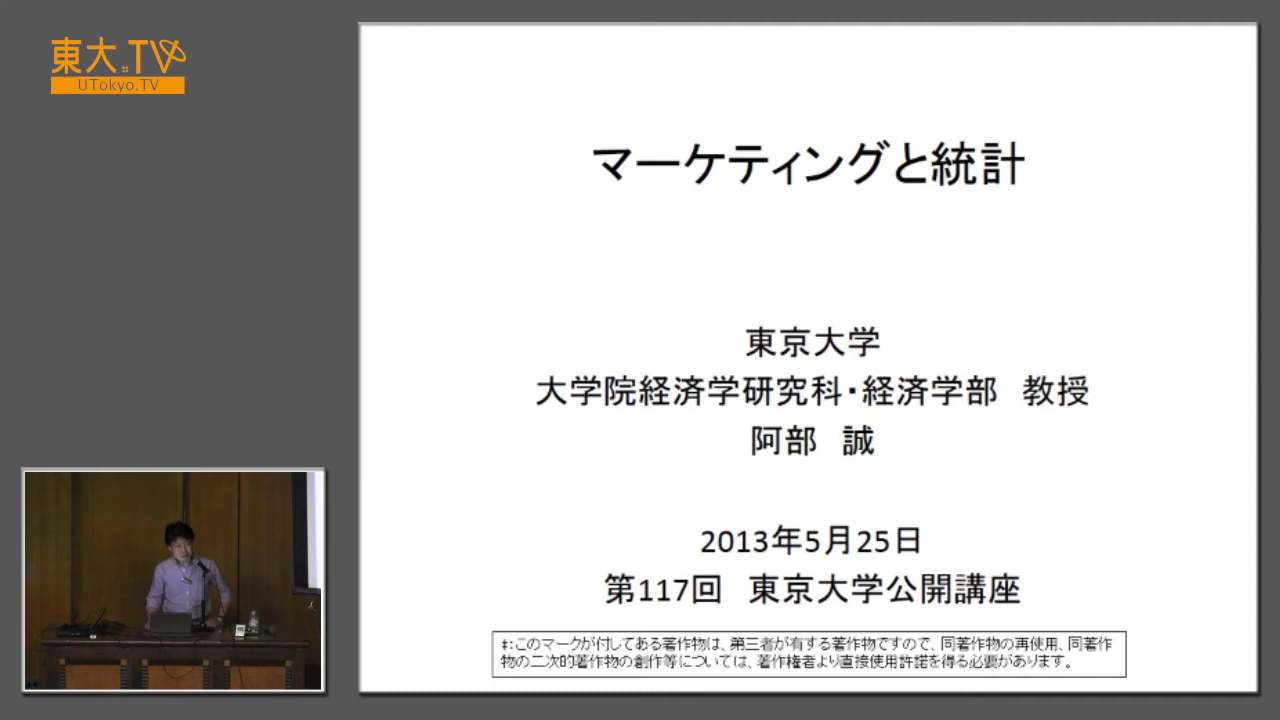 東大.TV
UTokyo.TV
マーケティングと統計
東京大学
大学院経済学研究科・経済学部　教授
阿部　誠
2013年5月25日
第117回　東京大学公開講座
‡:このマークが付してある著作物は、第三者が有する著作物ですので、同著作物の再使用、同著作
物の二次的著作物の創作等については、著作権者より直接使用許諾を得る必要があります。